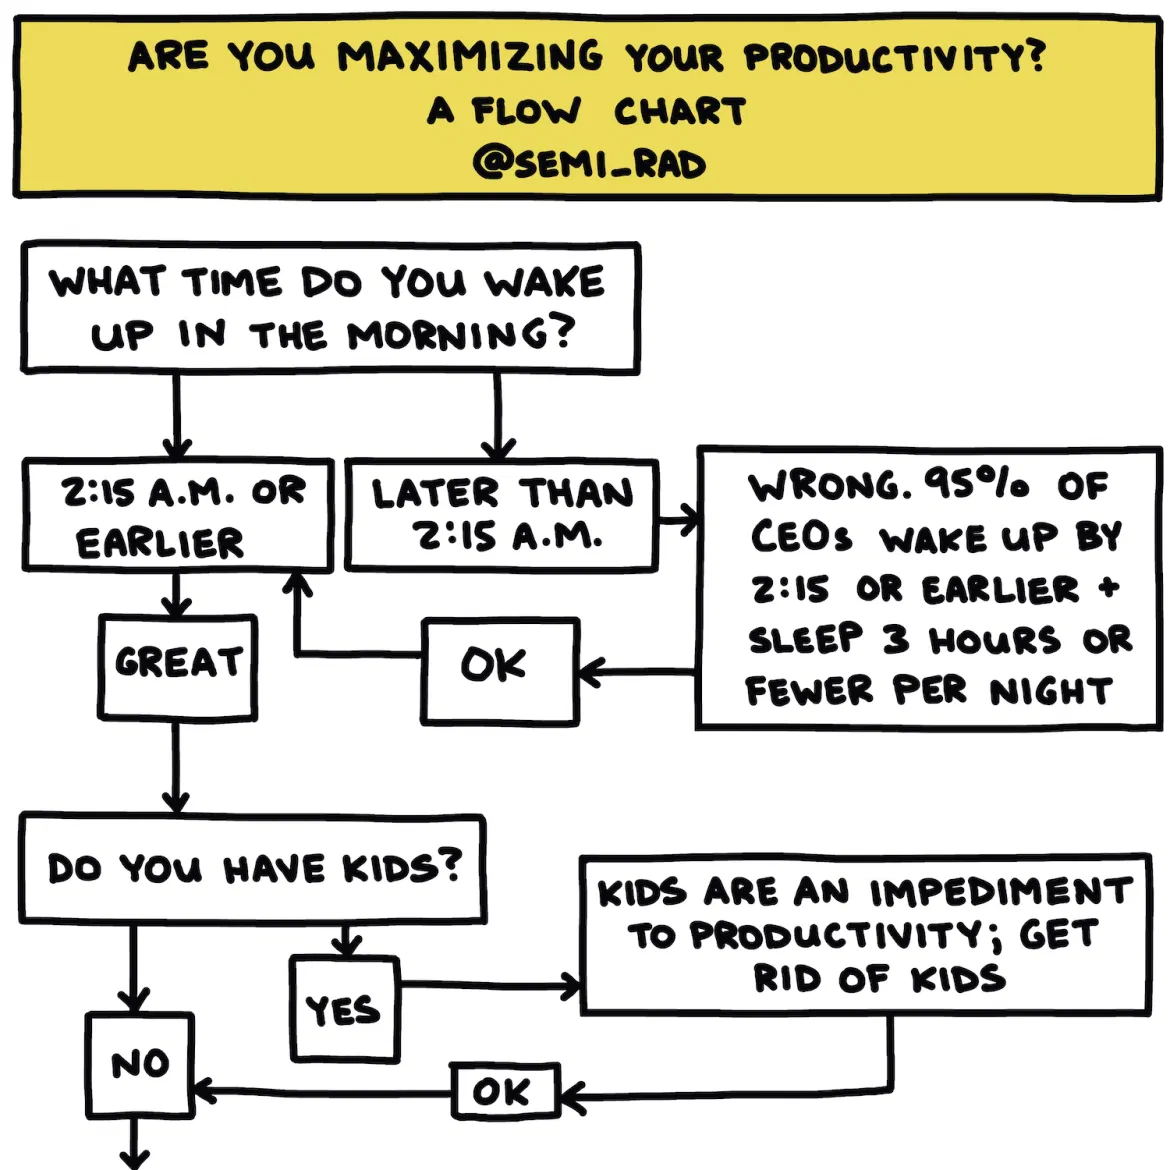 ARE YOU MAXIMIZING YOUR PRODUCTIVITY?
A FLOW CHART
@SEMI_RAD
WHAT TIME DO YOU WAKE
UP IN THE MORNING?
2:15 A.M. OR
EARLIER
LATER THAN
2:15 A.M.
WRONG. 95% OF
CEOs WAKE UP BY
2:15 OR EARLIER +
SLEEP 3 HOURS OR
FEWER PER NIGHT
GREAT
OK
DO YOU HAVE KIDS?
KIDS ARE AN IMPEDIMENT
TO PRODUCTIVITY; GET
RID OF KIDS
YES
NO
OK